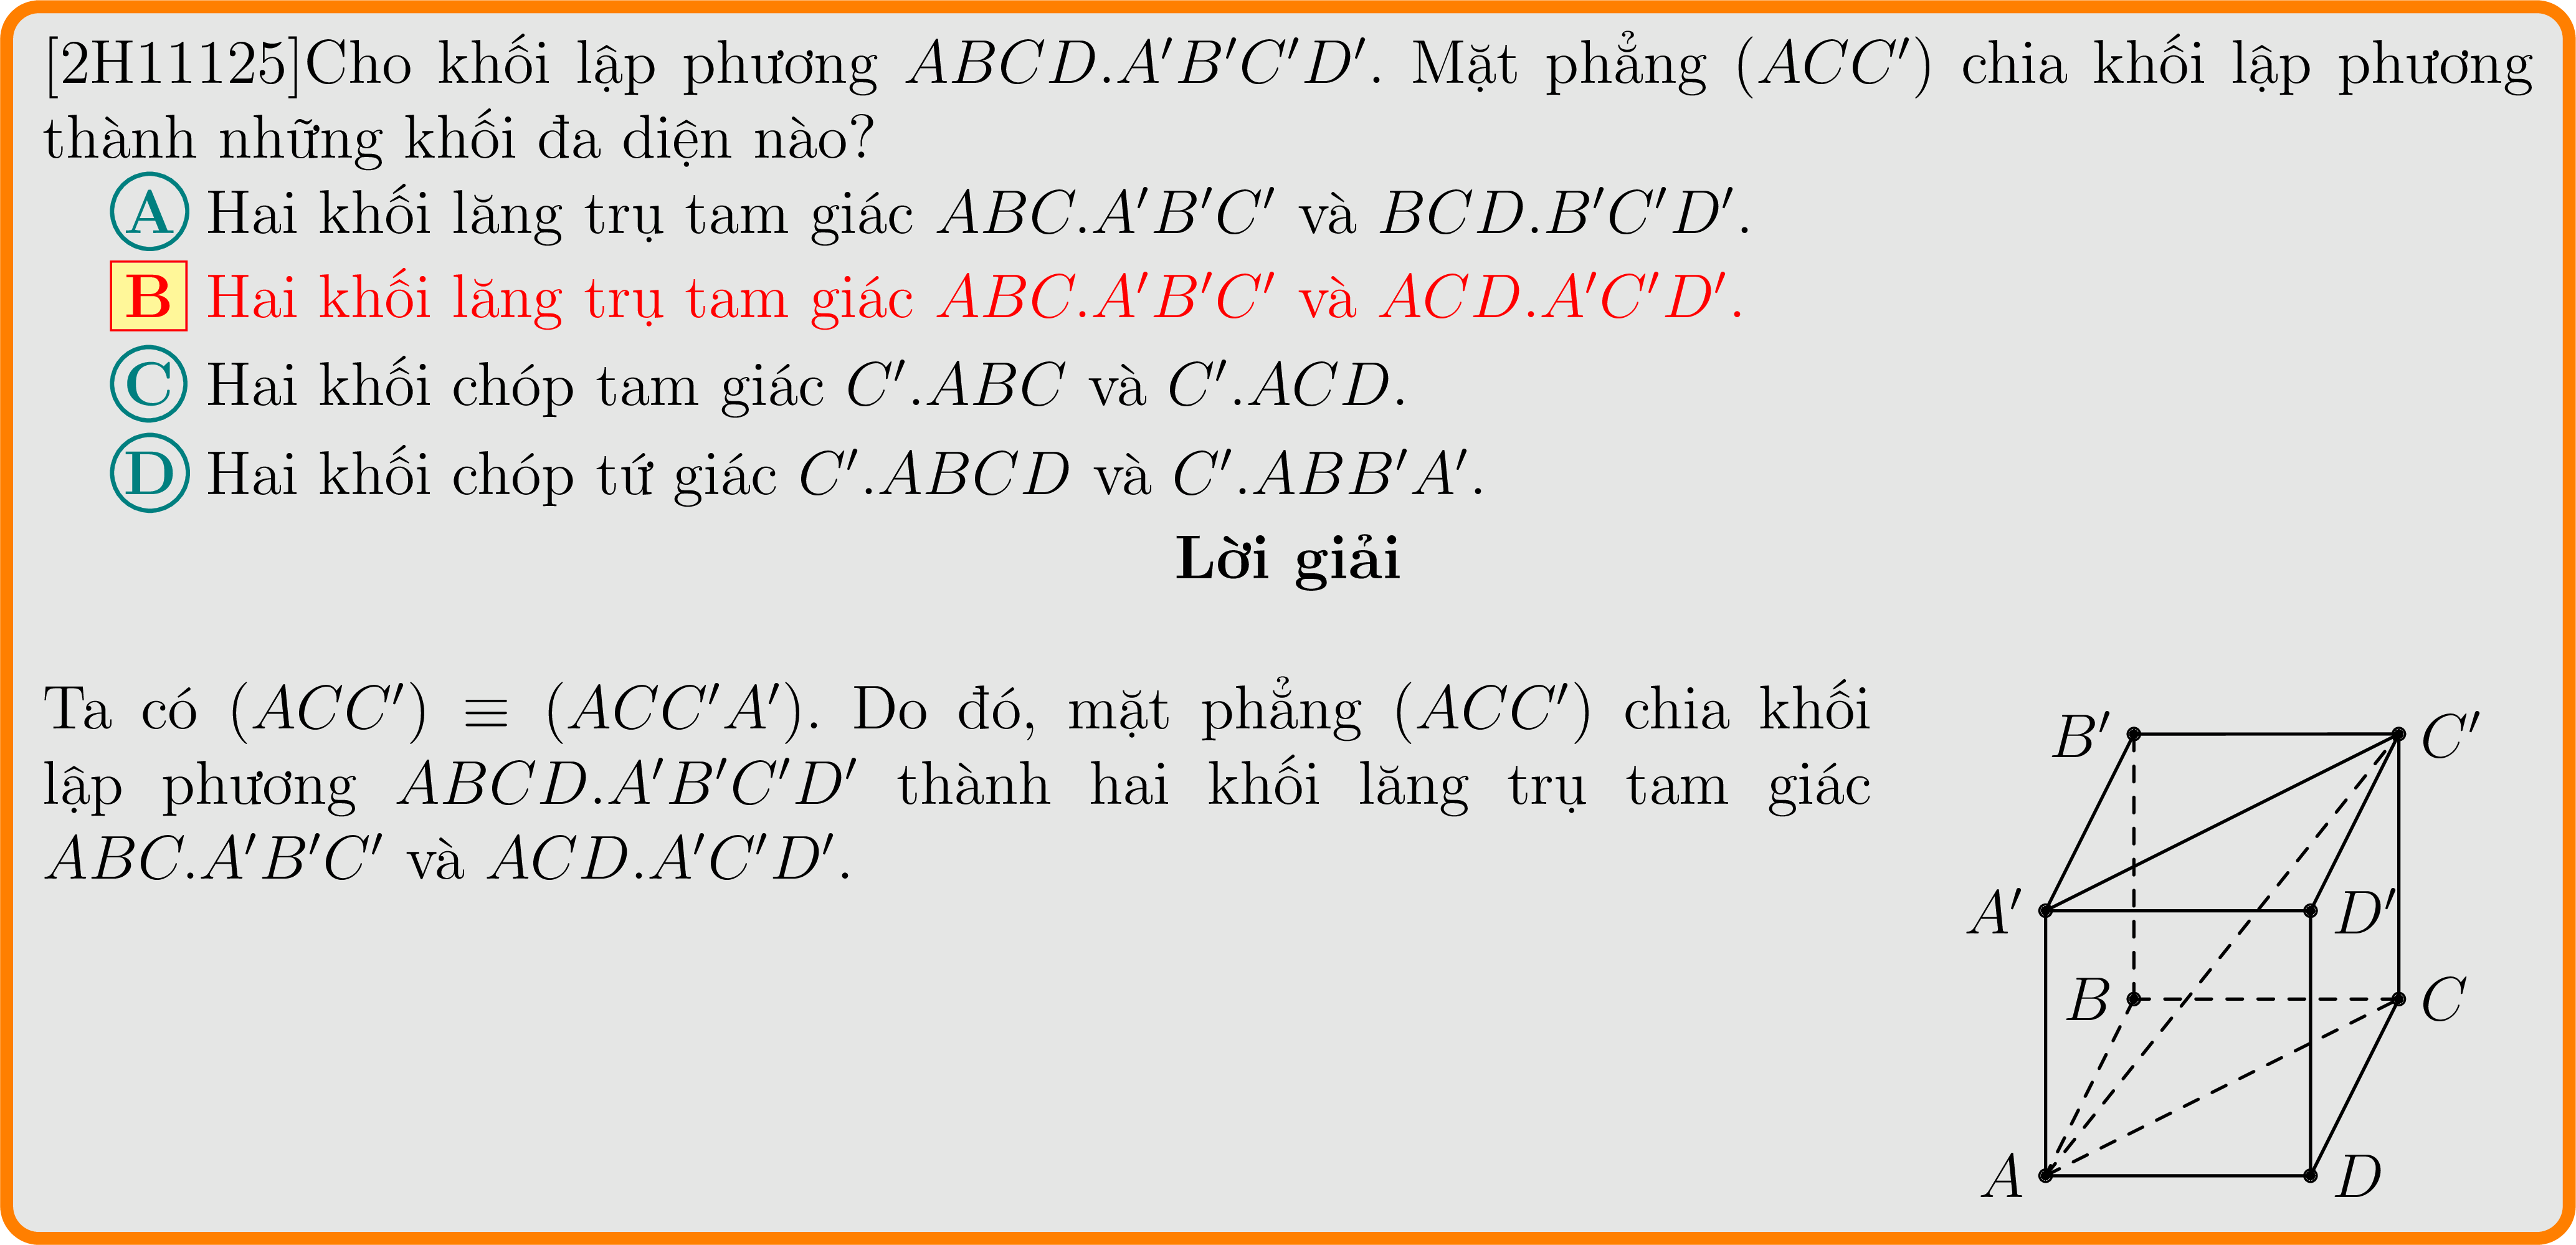 [2H11125]Cho khối lập phương ABCD.A′B′C′D′. Mặt phẳng (ACC′) chia khối lập phương
thành những khối đa diện nào?
A Hai khối lăng trụ tam giác ABC.A′B′C′ và BCD.B′C′D′.
B Hai khối lăng trụ tam giác ABC.A′B′C′ và ACD.A′C′D′.
C Hai khối chóp tam giác C′.ABC và C′.ACD.
D Hai khối chóp tứ giác C′.ABCD và C′.ABB′A′.
Lời giải
Ta có (ACC′) ≡ (ACC′A′). Do đó, mặt phẳng (ACC′) chia khối
lập phương ABCD.A′B′C′D′ thành hai khối lăng trụ tam giác
ABC.A′B′C′ và ACD.A′C′D′.
B′ C′
A′ D′
B C
A D